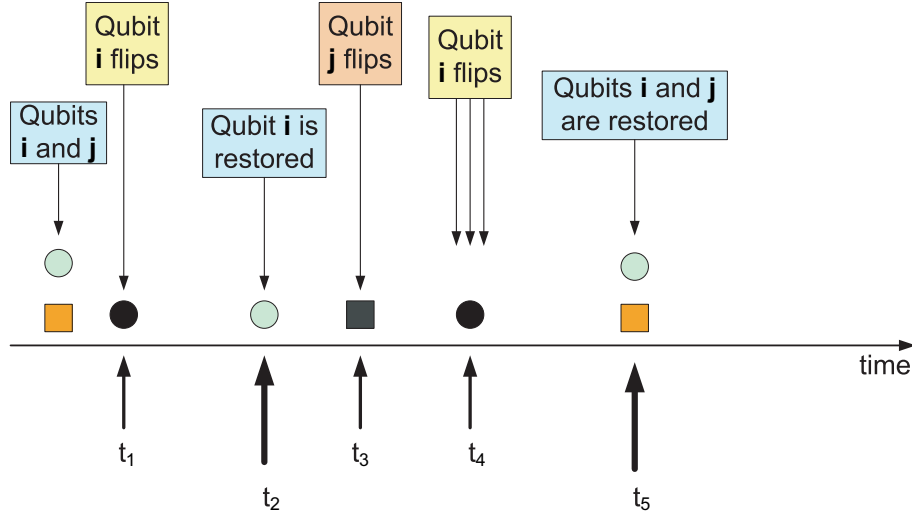 Qubit
i flips
Qubit
j flips
Qubit
i flips
Qubits
i and j
Qubit i is
restored
Qubits i and j
are restored
time
t1
t2
t3
t4
t5